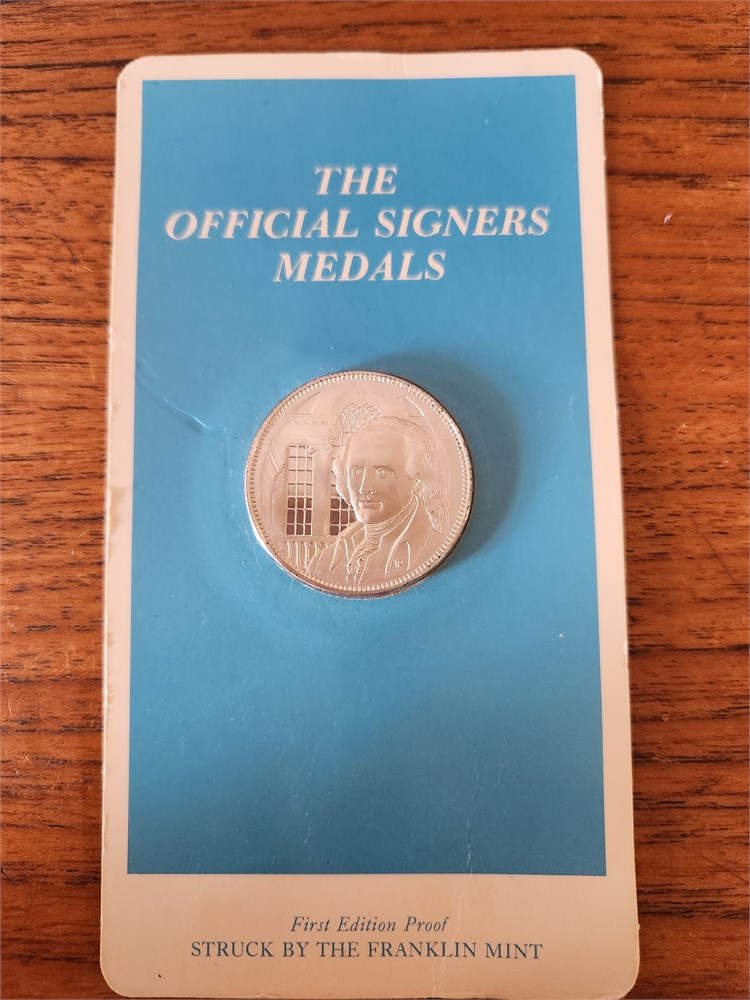 THE
OFFICIAL SIGNERS
MEDALS
First Edition Proof
STRUCK BY THE FRANKLIN MINT